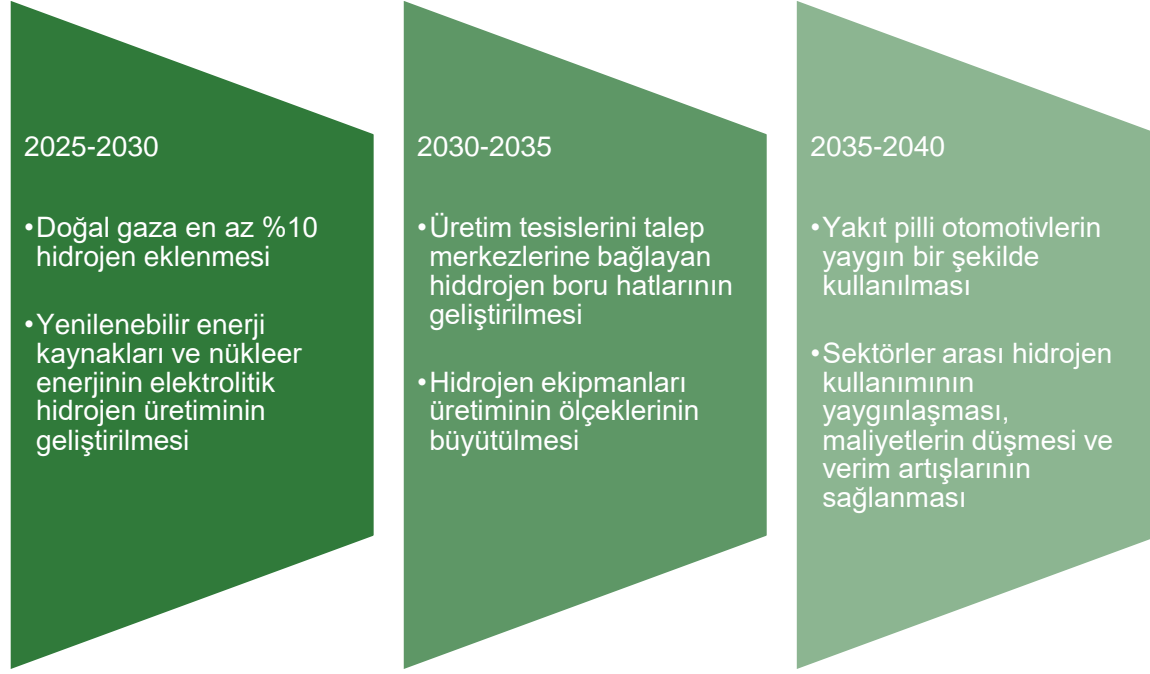 2025-2030
•Doğal gaza en az %10
hidrojen eklenmesi
•Yenilenebilir enerji
kaynakları ve nükleer
enerjinin elektrolitik
hidrojen üretiminin
geliştirilmesi
2030-2035
•Üretim tesislerini talep
merkezlerine bağlayan
hiddrojen boru hatlarının
geliştirilmesi
•Hidrojen ekipmanları
üretiminin ölçeklerinin
büyütülmesi
2035-2040
•Yakıt pilli otomotivlerin
yaygın bir şekilde
kullanılması
•Sektörler arası hidrojen
kullanımının
yaygınlaşması,
maliyetlerin düşmesi ve
verim artışlarının
sağlanması